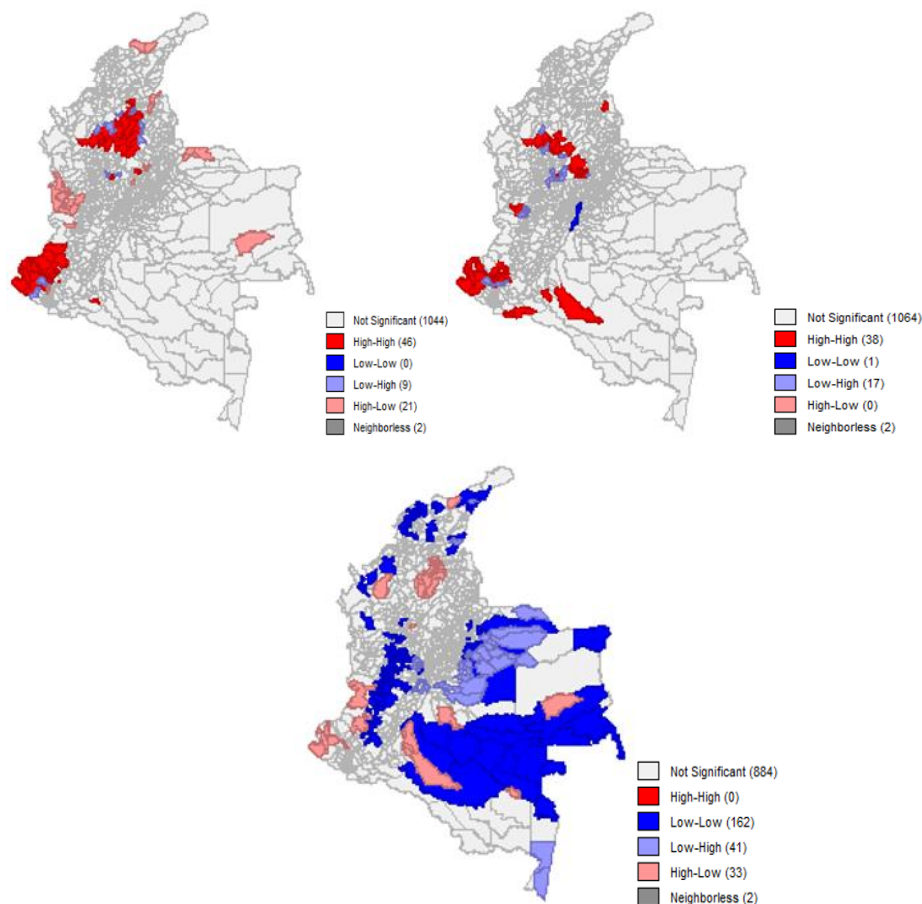 Not Significant (1044)
High-High (46)
Low-Low (0)
Low-High (9)
High-Low (21)
Neighborless (2)
Not Significant (1064)
High-High (38)
Low-Low (1)
Low-High (17)
High-Low (0)
Neighborless (2)
Not Significant (884)
High-High (0)
Low-Low (162)
Low-High (41)
High-Low (33)
Neighborless (2)